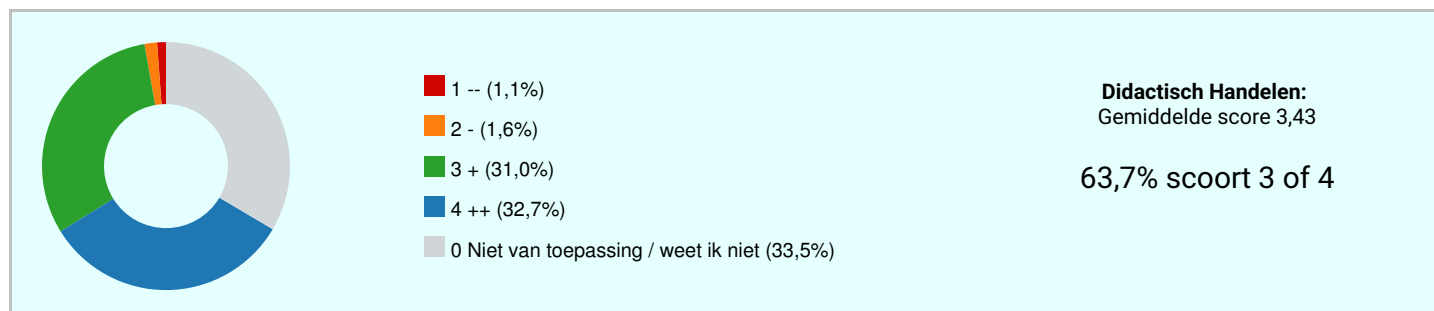 1 -- (1,1%)
2 - (1,6%)
3 + (31,0%)
4 ++ (32,7%)
0 Niet van toepassing / weet ik niet (33,5%)
Didactisch Handelen:
Gemiddelde score 3,43
63,7% scoort 3 of 4